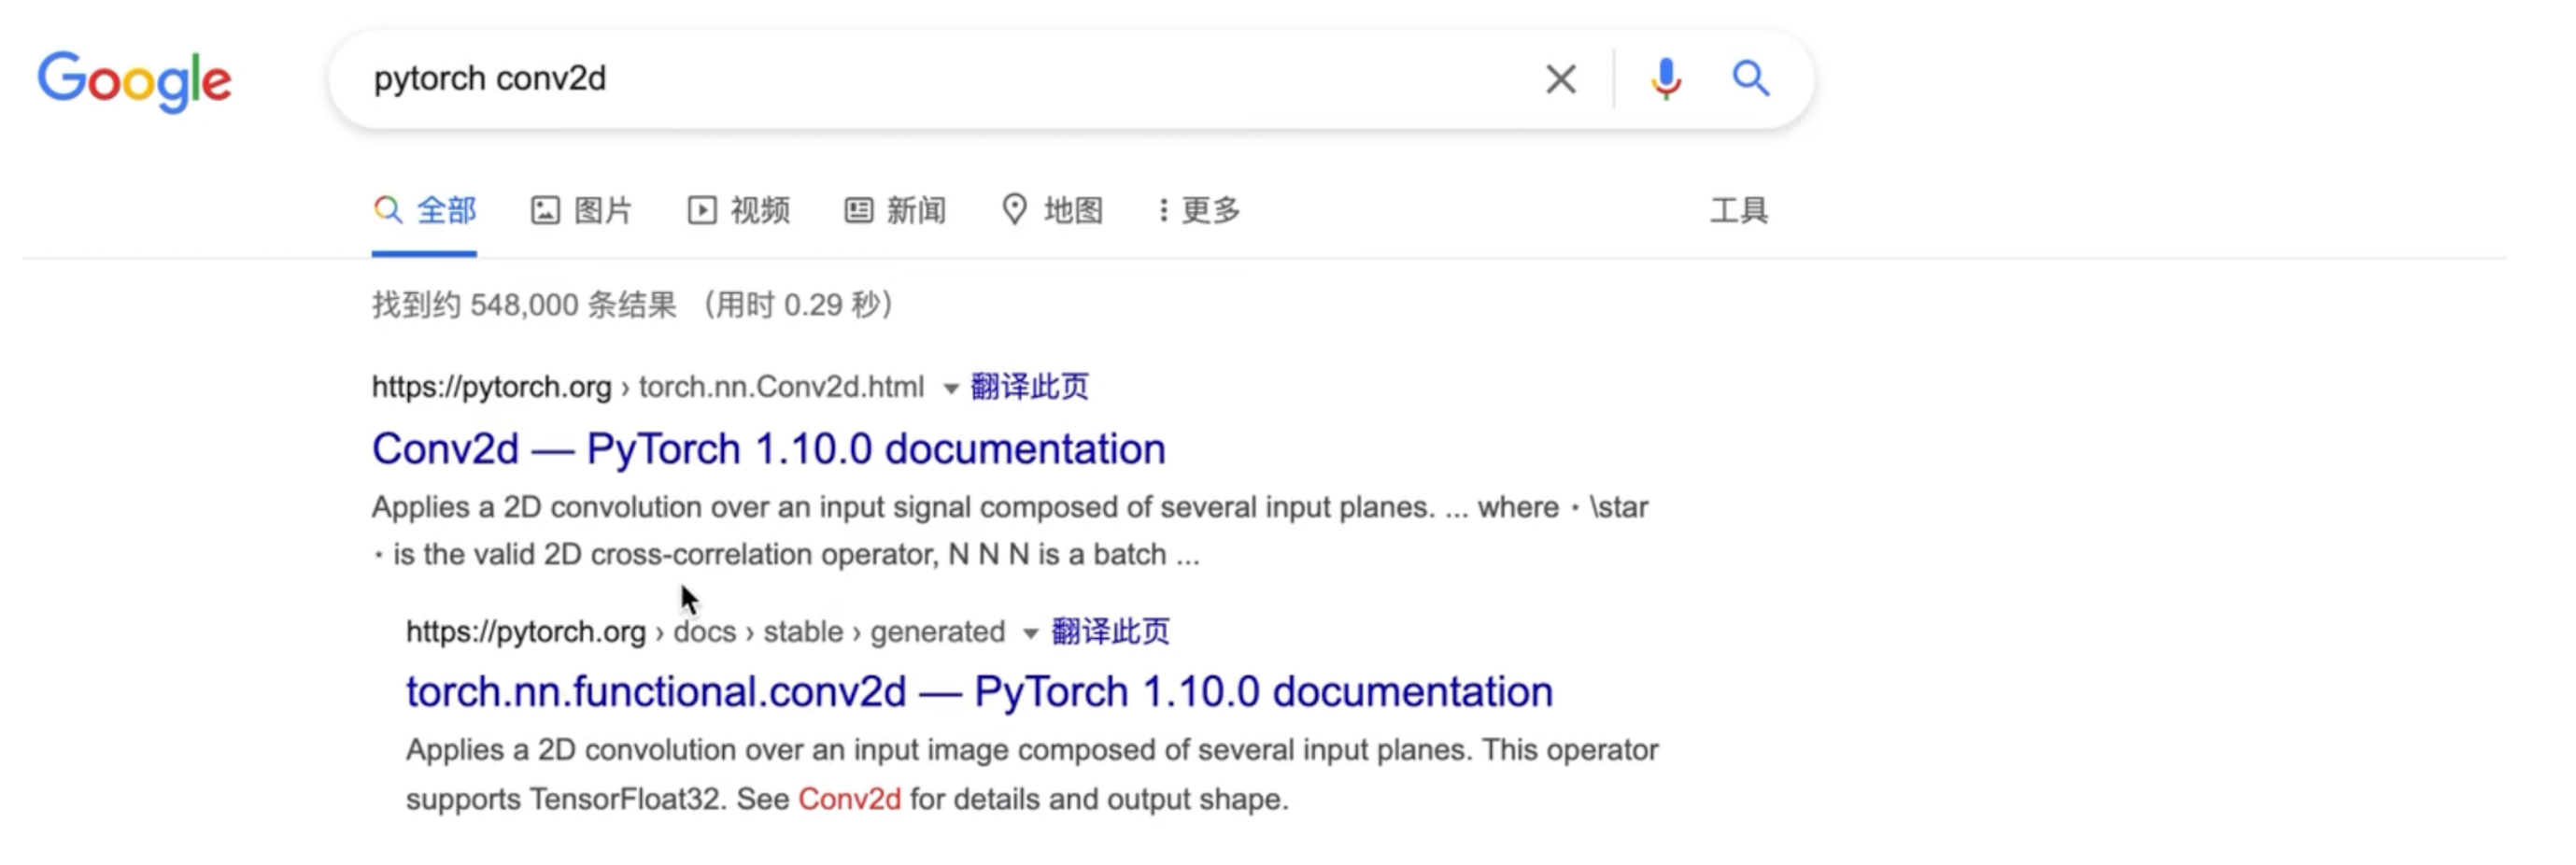 Google
pytorch conv2d
全部 图片 视频 新闻 地图 更多 工具
找到约 548,000 条结果 （用时 0.29 秒）
https://pytorch.org › torch.nn.Conv2d.html 翻译此页
Conv2d — PyTorch 1.10.0 documentation
Applies a 2D convolution over an input signal composed of several input planes. ... where ⋆ \star
⋆ is the valid 2D cross-correlation operator, N N N is a batch ...
https://pytorch.org › docs › stable › generated 翻译此页
torch.nn.functional.conv2d — PyTorch 1.10.0 documentation
Applies a 2D convolution over an input image composed of several input planes. This operator
supports TensorFloat32. See Conv2d for details and output shape.